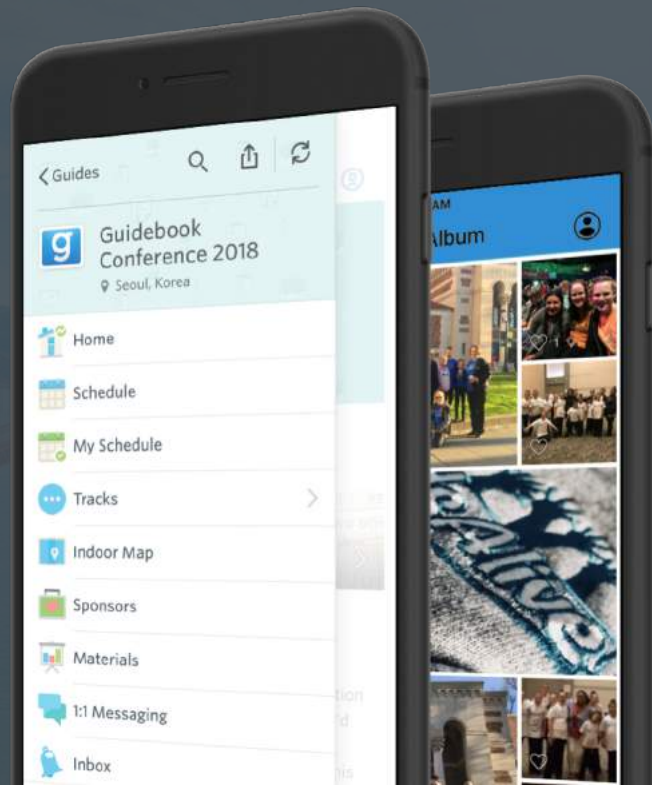 Guides
g
Guidebook
Conference 2018
Seoul, Korea
Home
Schedule
My Schedule
Tracks
Indoor Map
Sponsors
Materials
1:1 Messaging
Inbox
AM
Album
Alive